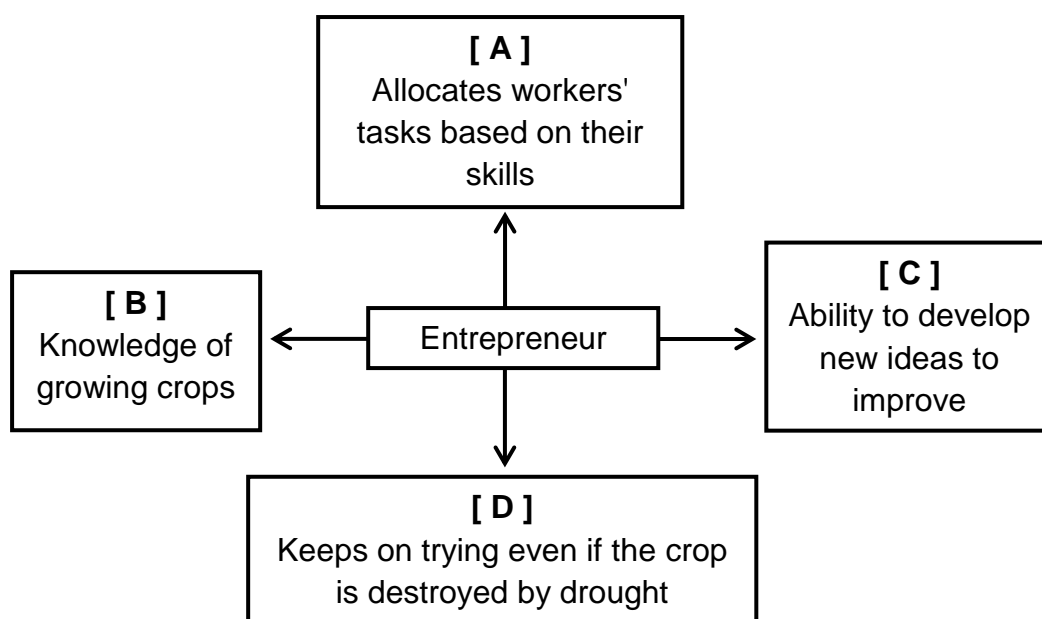 [ A ]
Allocates workers'
tasks based on their
skills
[ B ]
Knowledge of
growing crops
Entrepreneur
[ C ]
Ability to develop
new ideas to
improve
[ D ]
Keeps on trying even if the crop
is destroyed by drought